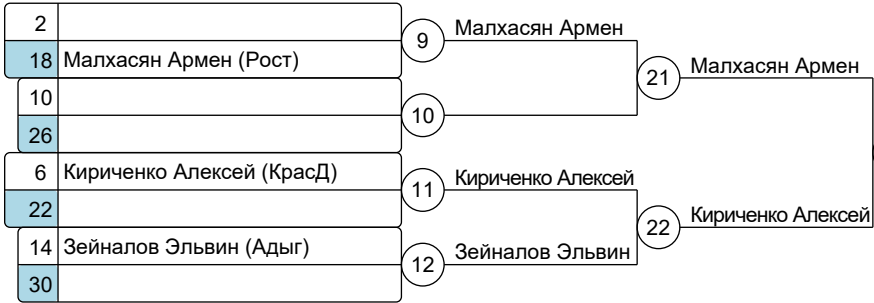 2
18 Малхасян Армен (Рост)
9 Малхасян Армен
10
26
10
21 Малхасян Армен
6 Кириченко Алексей (КрасД)
22
11 Кириченко Алексей
14 Зейналов Эльвин (Адыг)
30
12 Зейналов Эльвин
22 Кириченко Алексей